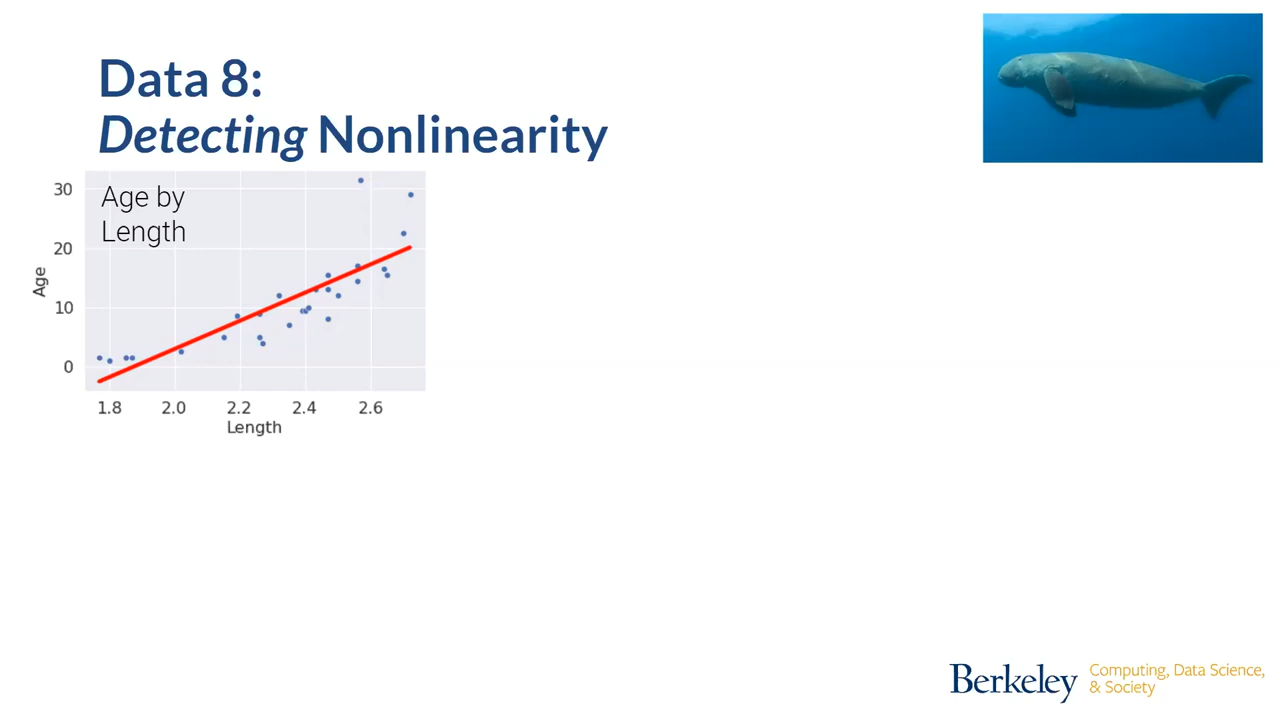 Data 8:
Detecting Nonlinearity
Age by
Length
30
20
10
0
Age
1.8 2.0 2.2 2.4 2.6
Length
Berkeley
Computing, Data Science,
& Society